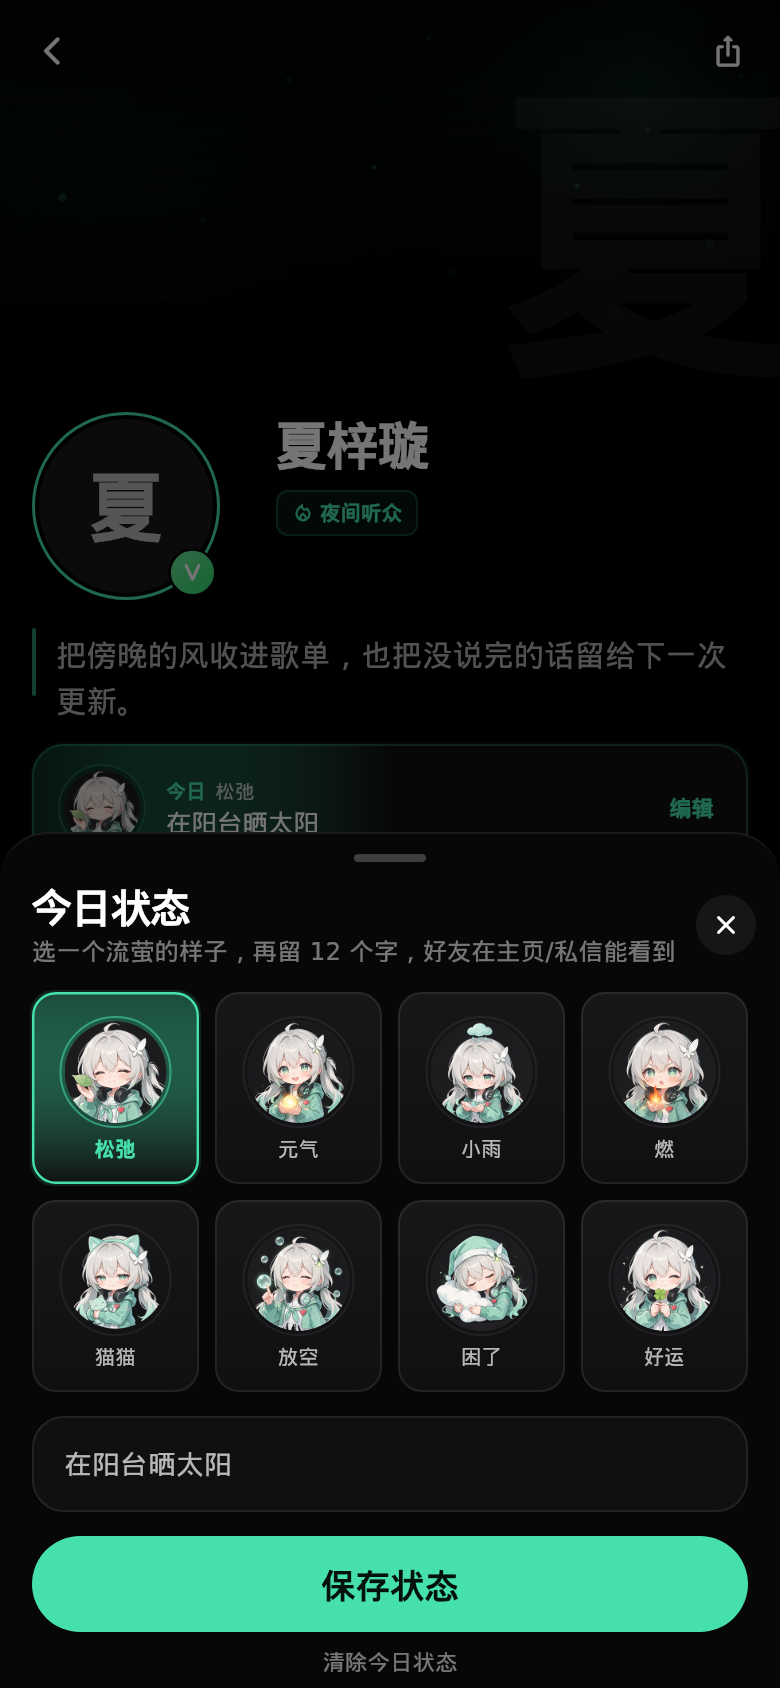 夏
夏
夏梓璇
夜间听众
V
把傍晚的风收进歌单，也把没说完的话留给下一次
更新。
今日 松弛
在阳台晒太阳
编辑
今日状态
选一个流萤的样子，再留 12 个字，好友在主页/私信能看到
松弛
元气
小雨
燃
猫猫
放空
困了
好运
在阳台晒太阳
保存状态
清除今日状态